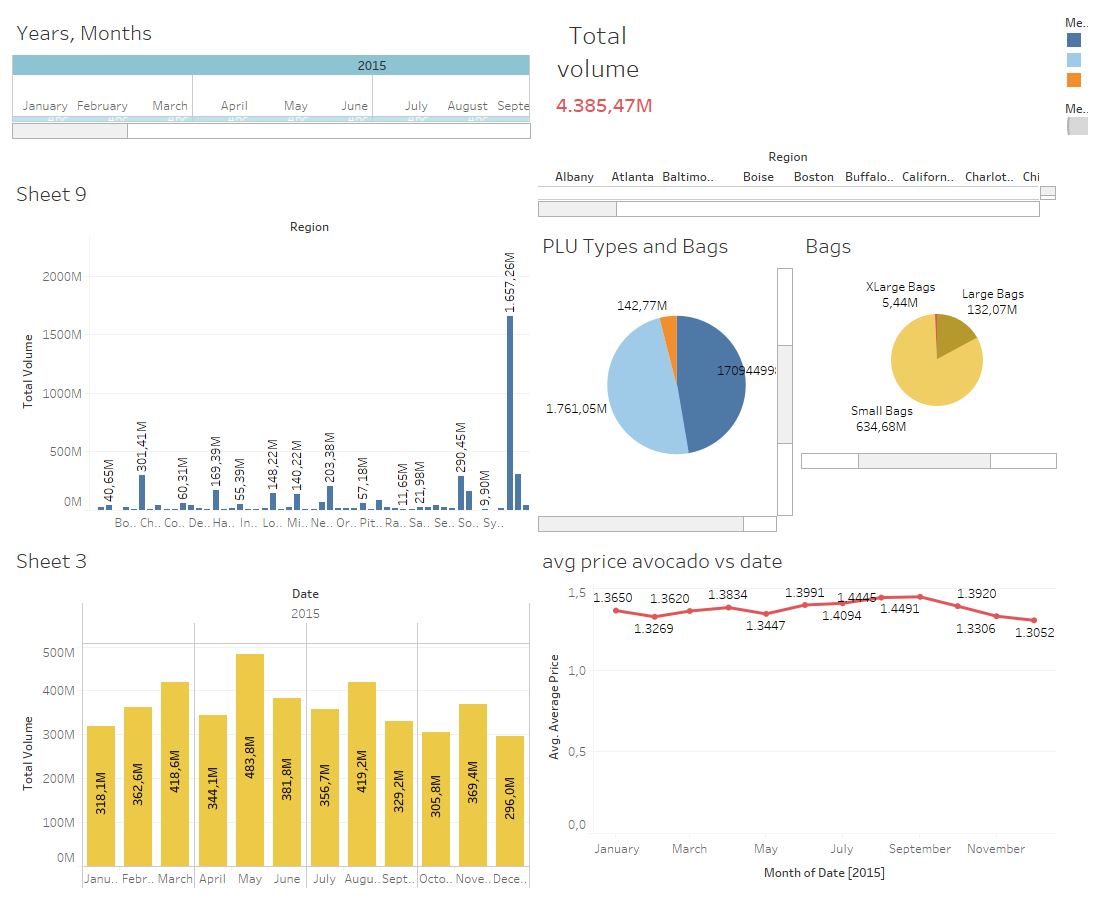 Years, Months
2015
January February March April May June July August Septe
Total
volume
4.385,47M
Me..
Me..
Region
Albany Atlanta Baltimo.. Boise Boston Buffalo.. Californ.. Charlot.. Chi
Sheet 9
Region
Total Volume
2000M
1500M
1000M
500M
0M
40,65M
301,41M
60,31M
169,39M
55,39M
148,22M
140,22M
203,38M
57,18M
11,65M
21,98M
290,45M
9,90M
1.657,26M
Bo.. Ch.. Co.. De.. Ha.. In.. Lo.. Mi.. Ne.. Or.. Pit.. Ra.. Sa.. Se.. So.. Sy..
PLU Types and Bags
142,77M
170944998
1.761,05M
Bags
XLarge Bags
5,44M
Large Bags
132,07M
Small Bags
634,68M
Sheet 3
Date
2015
Total Volume
500M
400M
300M
200M
100M
0M
318,1M
362,6M
418,6M
344,1M
483,8M
381,8M
356,7M
419,2M
329,2M
305,8M
369,4M
296,0M
Janu.. Febr.. March April May June July Augu.. Sept.. Octo.. Nove.. Dece..
avg price avocado vs date
Avg. Average Price
1,5
1,0
0,5
0,0
1.3650
1.3269
1.3620
1.3834
1.3447
1.3991
1.4094
1.4445
1.4491
1.3920
1.3306
1.3052
January March May July September November
Month of Date [2015]